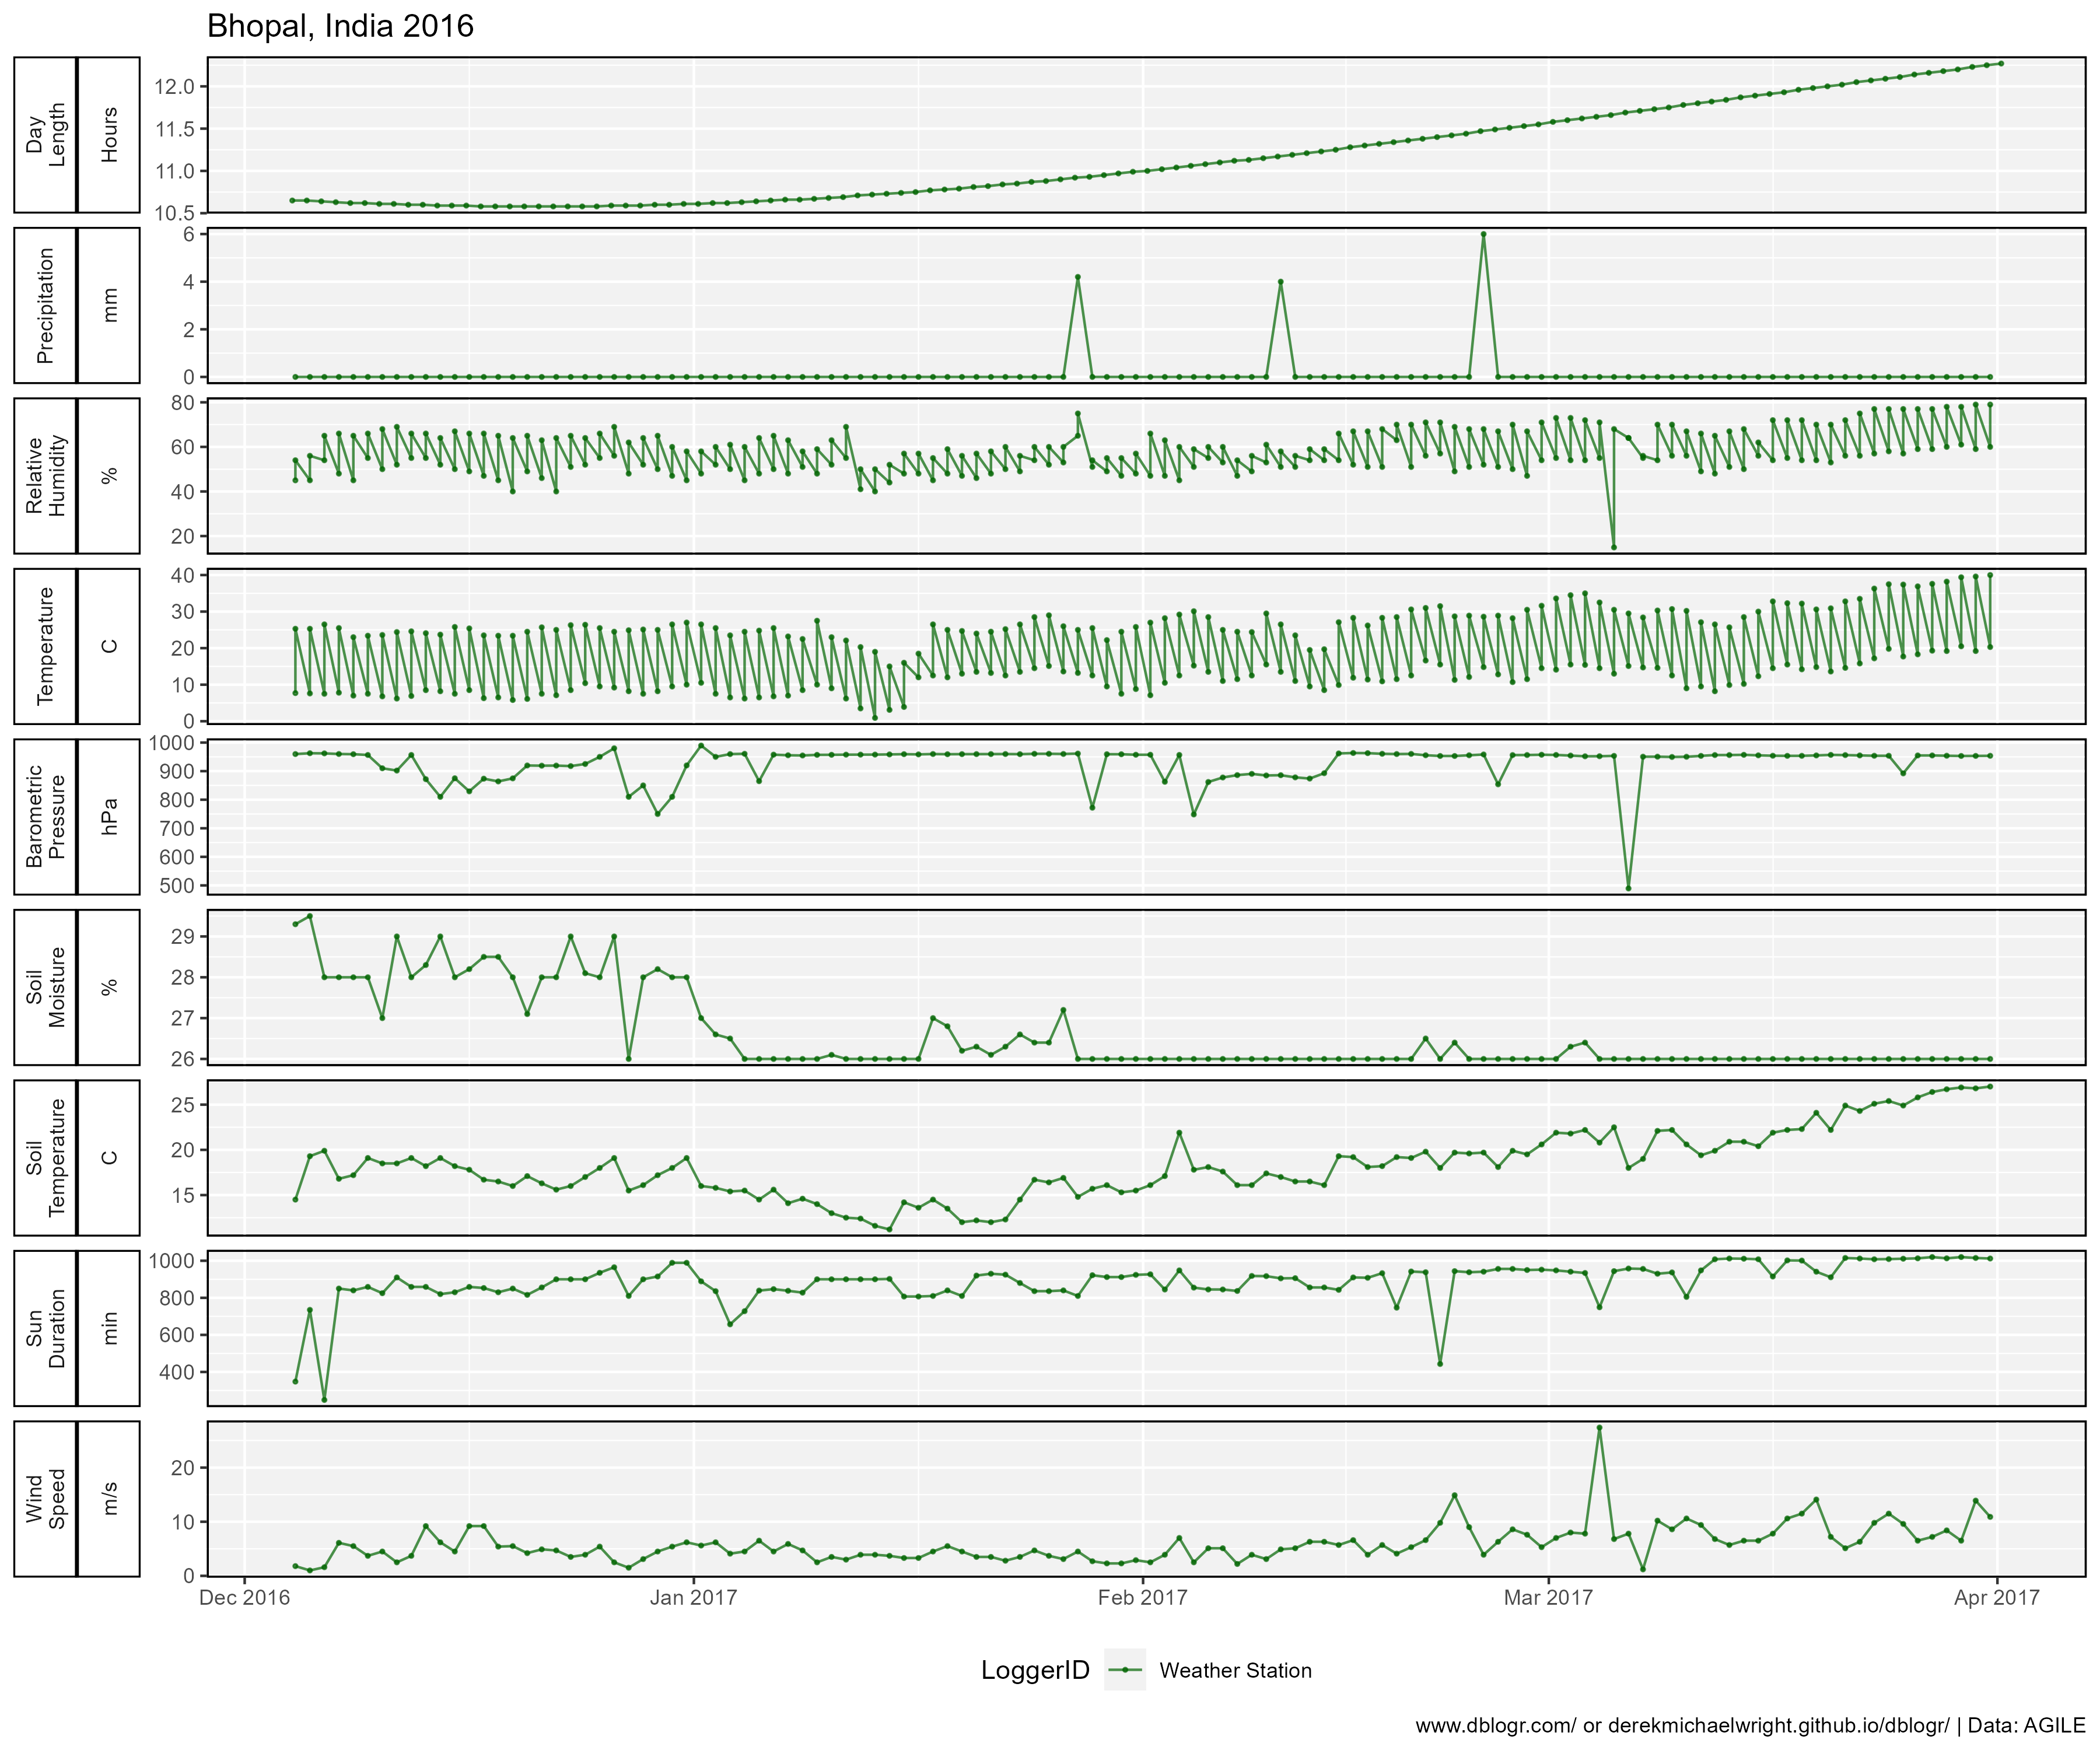 Bhopal, India 2016
Day
Length
Hours
12.0
11.5
11.0
10.5
Precipitation
mm
6
4
2
0
Relative
Humidity
%
80
60
40
20
Temperature
C
40
30
20
10
0
Barometric
Pressure
hPa
1000
900
800
700
600
500
Soil
Moisture
%
29
28
27
26
Soil
Temperature
C
25
20
15
Sun
Duration
min
1000
800
600
400
Wind
Speed
m/s
20
10
0
Dec 2016 Jan 2017 Feb 2017 Mar 2017 Apr 2017
LoggerID Weather Station
www.dblogr.com/ or derekmichaelwright.github.io/dblogr/ | Data: AGILE